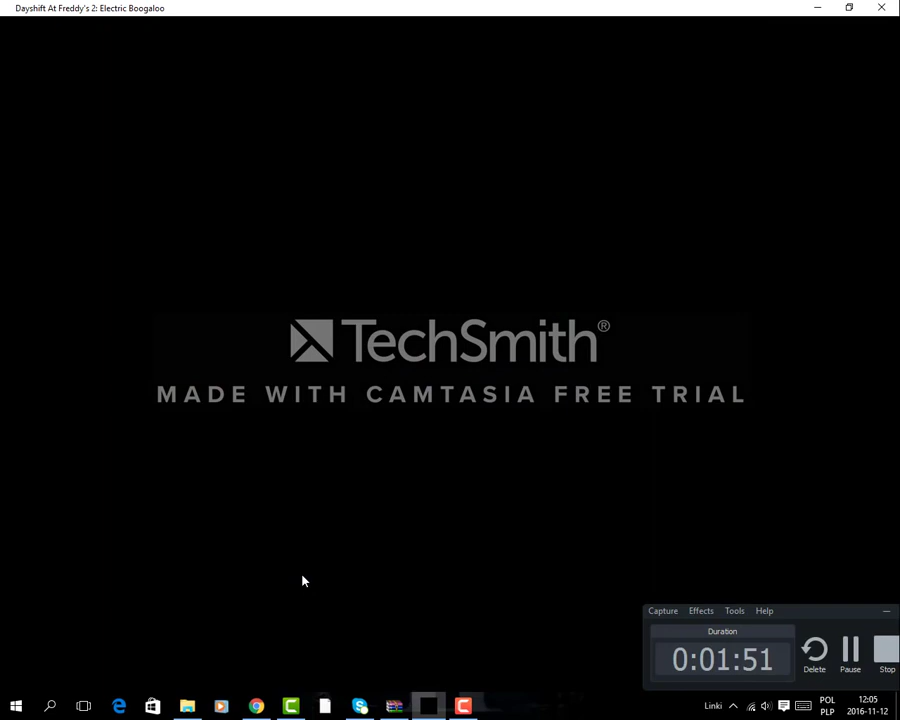 Dayshift At Freddy's 2: Electric Boogaloo
TechSmith®
MADE WITH CAMTASIA FREE TRIAL
Capture Effects Tools Help
Duration
0:01:51
Delete Pause Stop
Linki
POL
PLP
12:05
2016-11-12